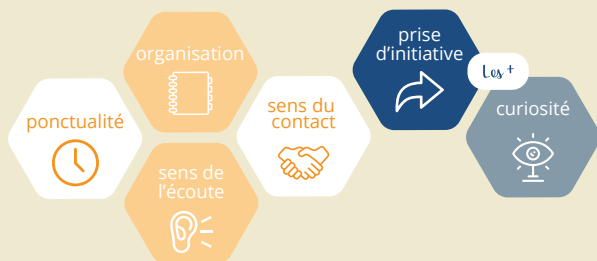 ponctualité
organisation
sens de
l'écoute
sens du
contact
prise
d'initiative
Les +
curiosité